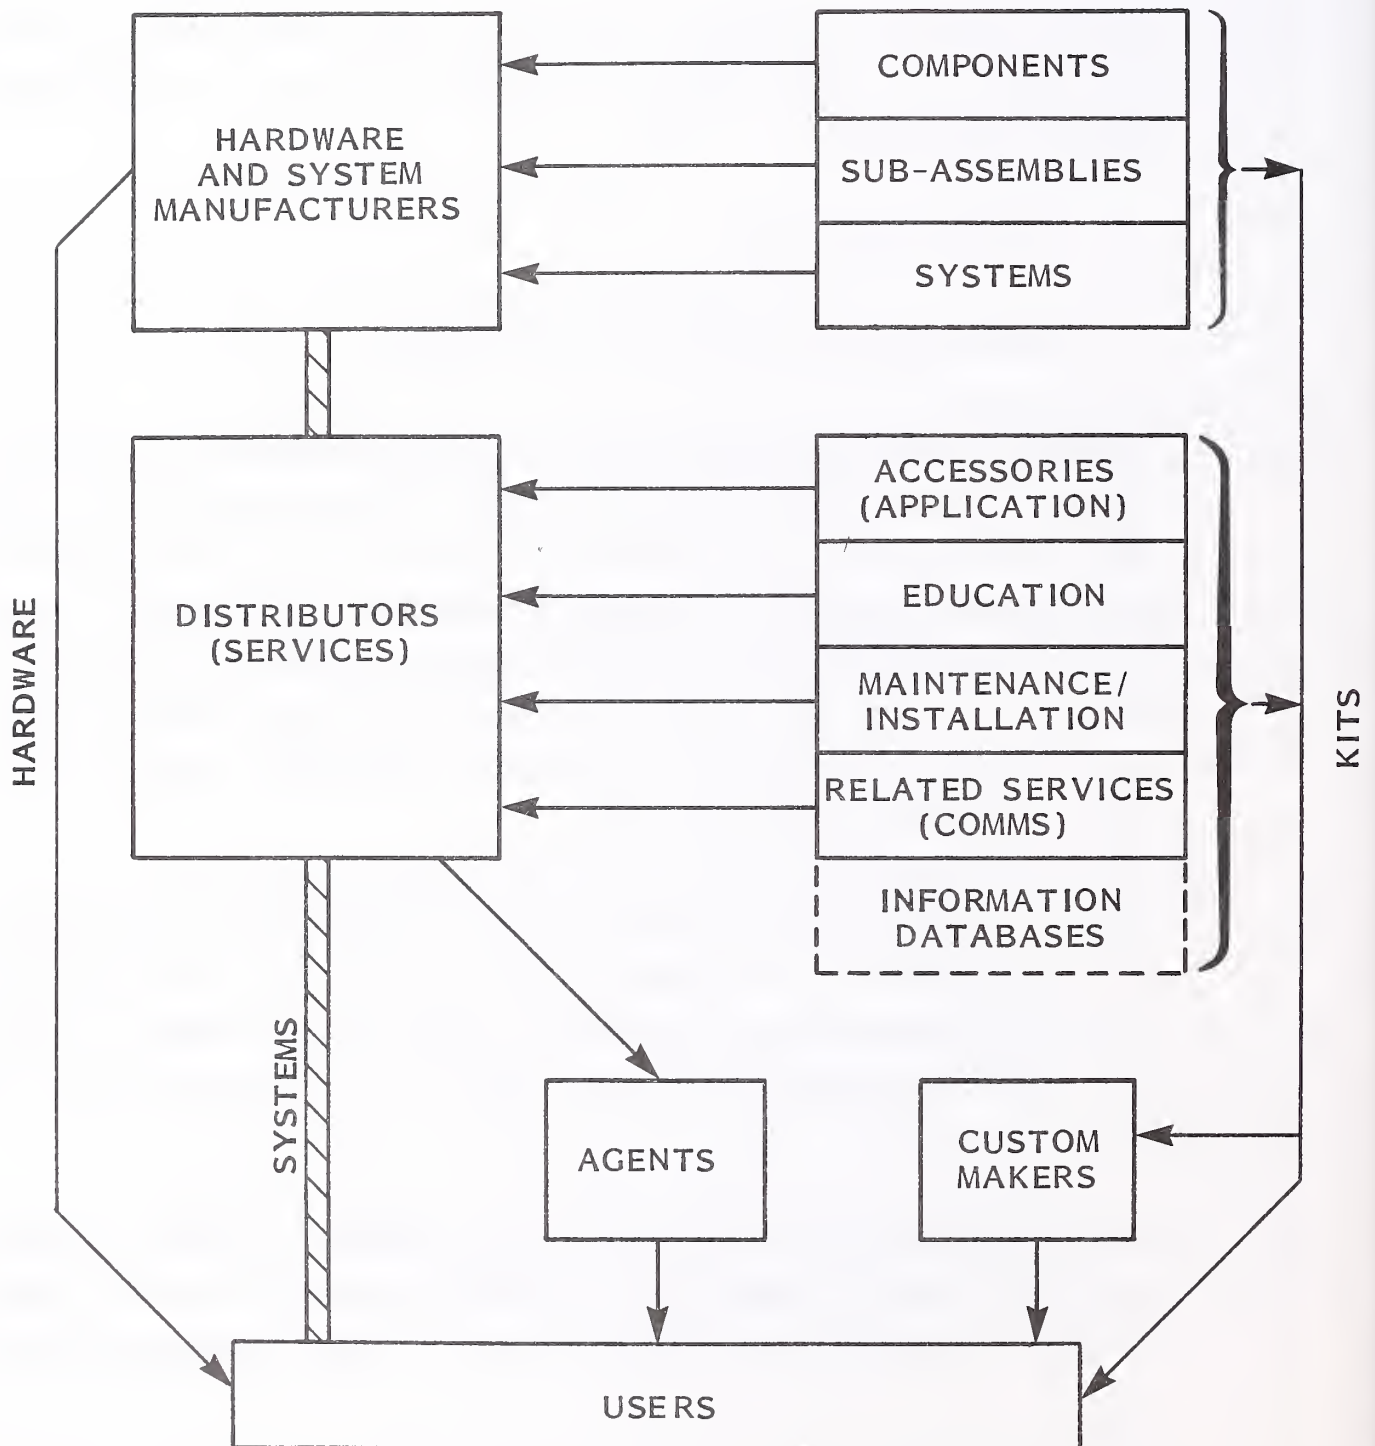 HARDWARE
AND SYSTEM
MANUFACTURERS
COMPONENTS
SUB-ASSEMBLIES
SYSTEMS
DISTRIBUTORS
(SERVICES)
ACCESSORIES
(APPLICATION)
EDUCATION
MAINTENANCE/
INSTALLATION
RELATED SERVICES
(COMMS)
INFORMATION
DATABASES
HARDWARE
KITS
SYSTEMS
AGENTS
CUSTOM
MAKERS
USERS